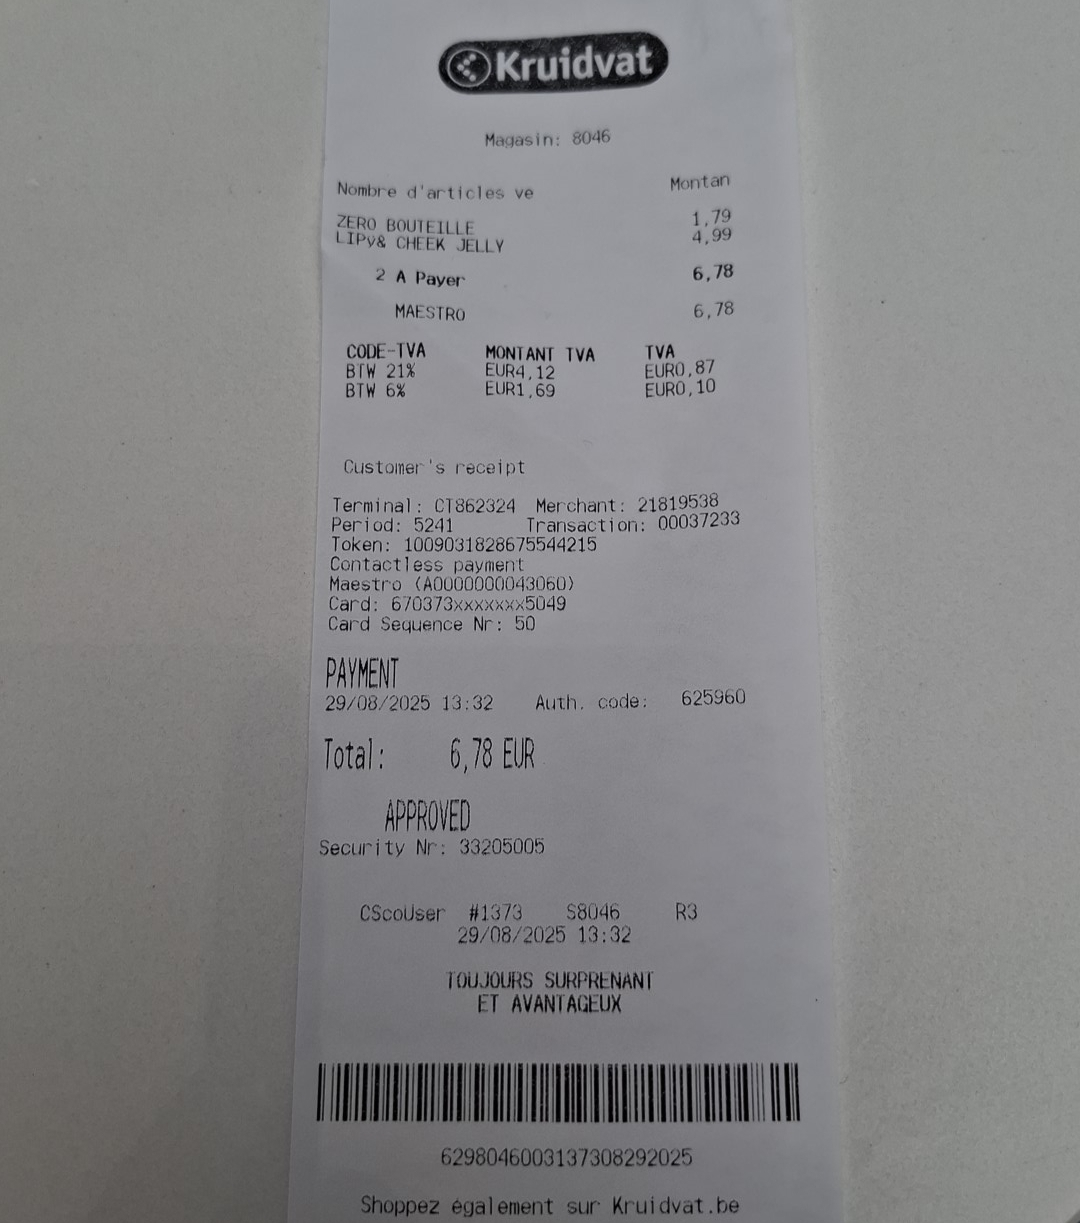 Kruidvat
Magasin: 8046
Nombre d'articles ve Montan
ZERO BOUTEILLE 1,79
LIPv& CHEEK JELLY 4,99
2 A Payer 6,78
MAESTRO 6,78
CODE-TVA MONTANT TVA TVA
BTW 21% EUR4,12 EUR0,87
BTW 6% EUR1,69 EUR0,10
Customer's receipt
Terminal: CT862324 Merchant: 21819538
Period: 5241 Transaction: 00037233
Token: 1009031828675544215
Contactless payment
Maestro (A0000000043060)
Card: 670373xxxxxxx5049
Card Sequence Nr: 50
PAYMENT
29/08/2025 13:32 Auth. code: 625960
Total: 6,78 EUR
APPROVED
Security Nr: 33205005
CScoUser #1373 S8046 R3
29/08/2025 13:32
TOUJOURS SURPRENANT
ET AVANTAGEUX
6298046003137308292025
Shoppez également sur Kruidvat.be